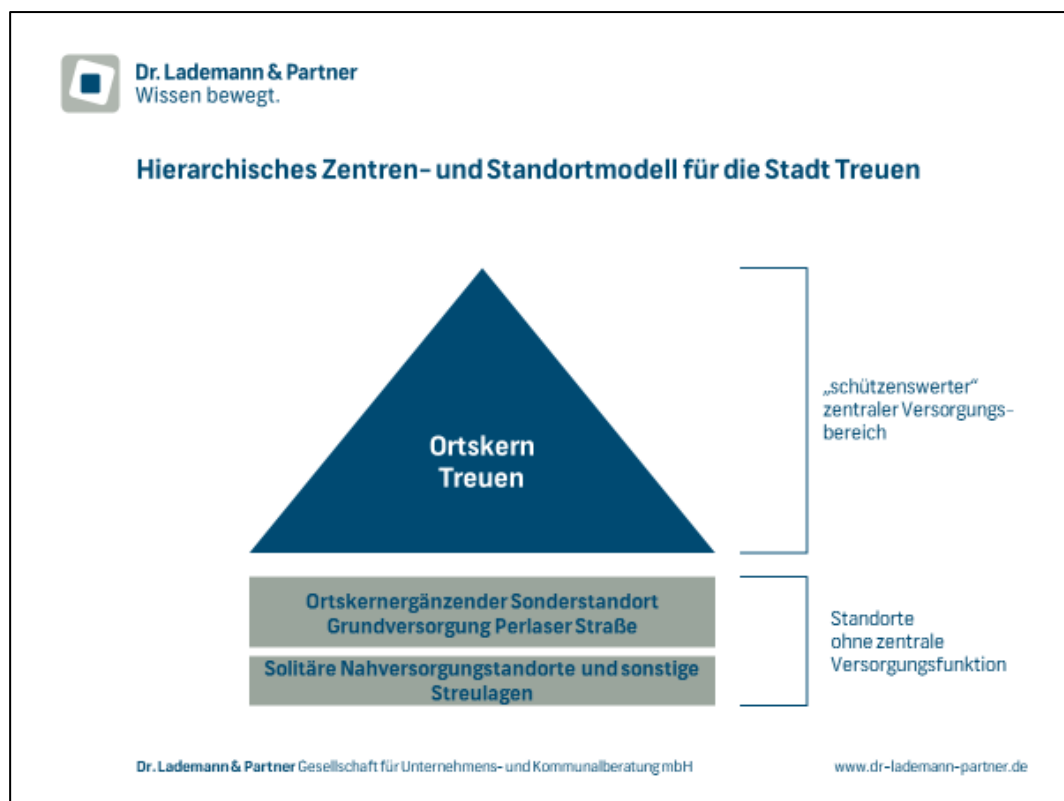 Dr. Lademann & Partner
Wissen bewegt.
Hierarchisches Zentren- und Standortmodell für die Stadt Treuen
Ortskern
Treuen
„schützenswerter“
zentraler Versorgungs-
bereich
Ortskernergänzender Sonderstandort
Grundversorgung Perlaser Straße
Solitäre Nahversorgungstandorte und sonstige
Streulagen
Standorte
ohne zentrale
Versorgungsfunktion
Dr. Lademann & Partner Gesellschaft für Unternehmens- und Kommunalberatung mbH
www.dr-lademann-partner.de